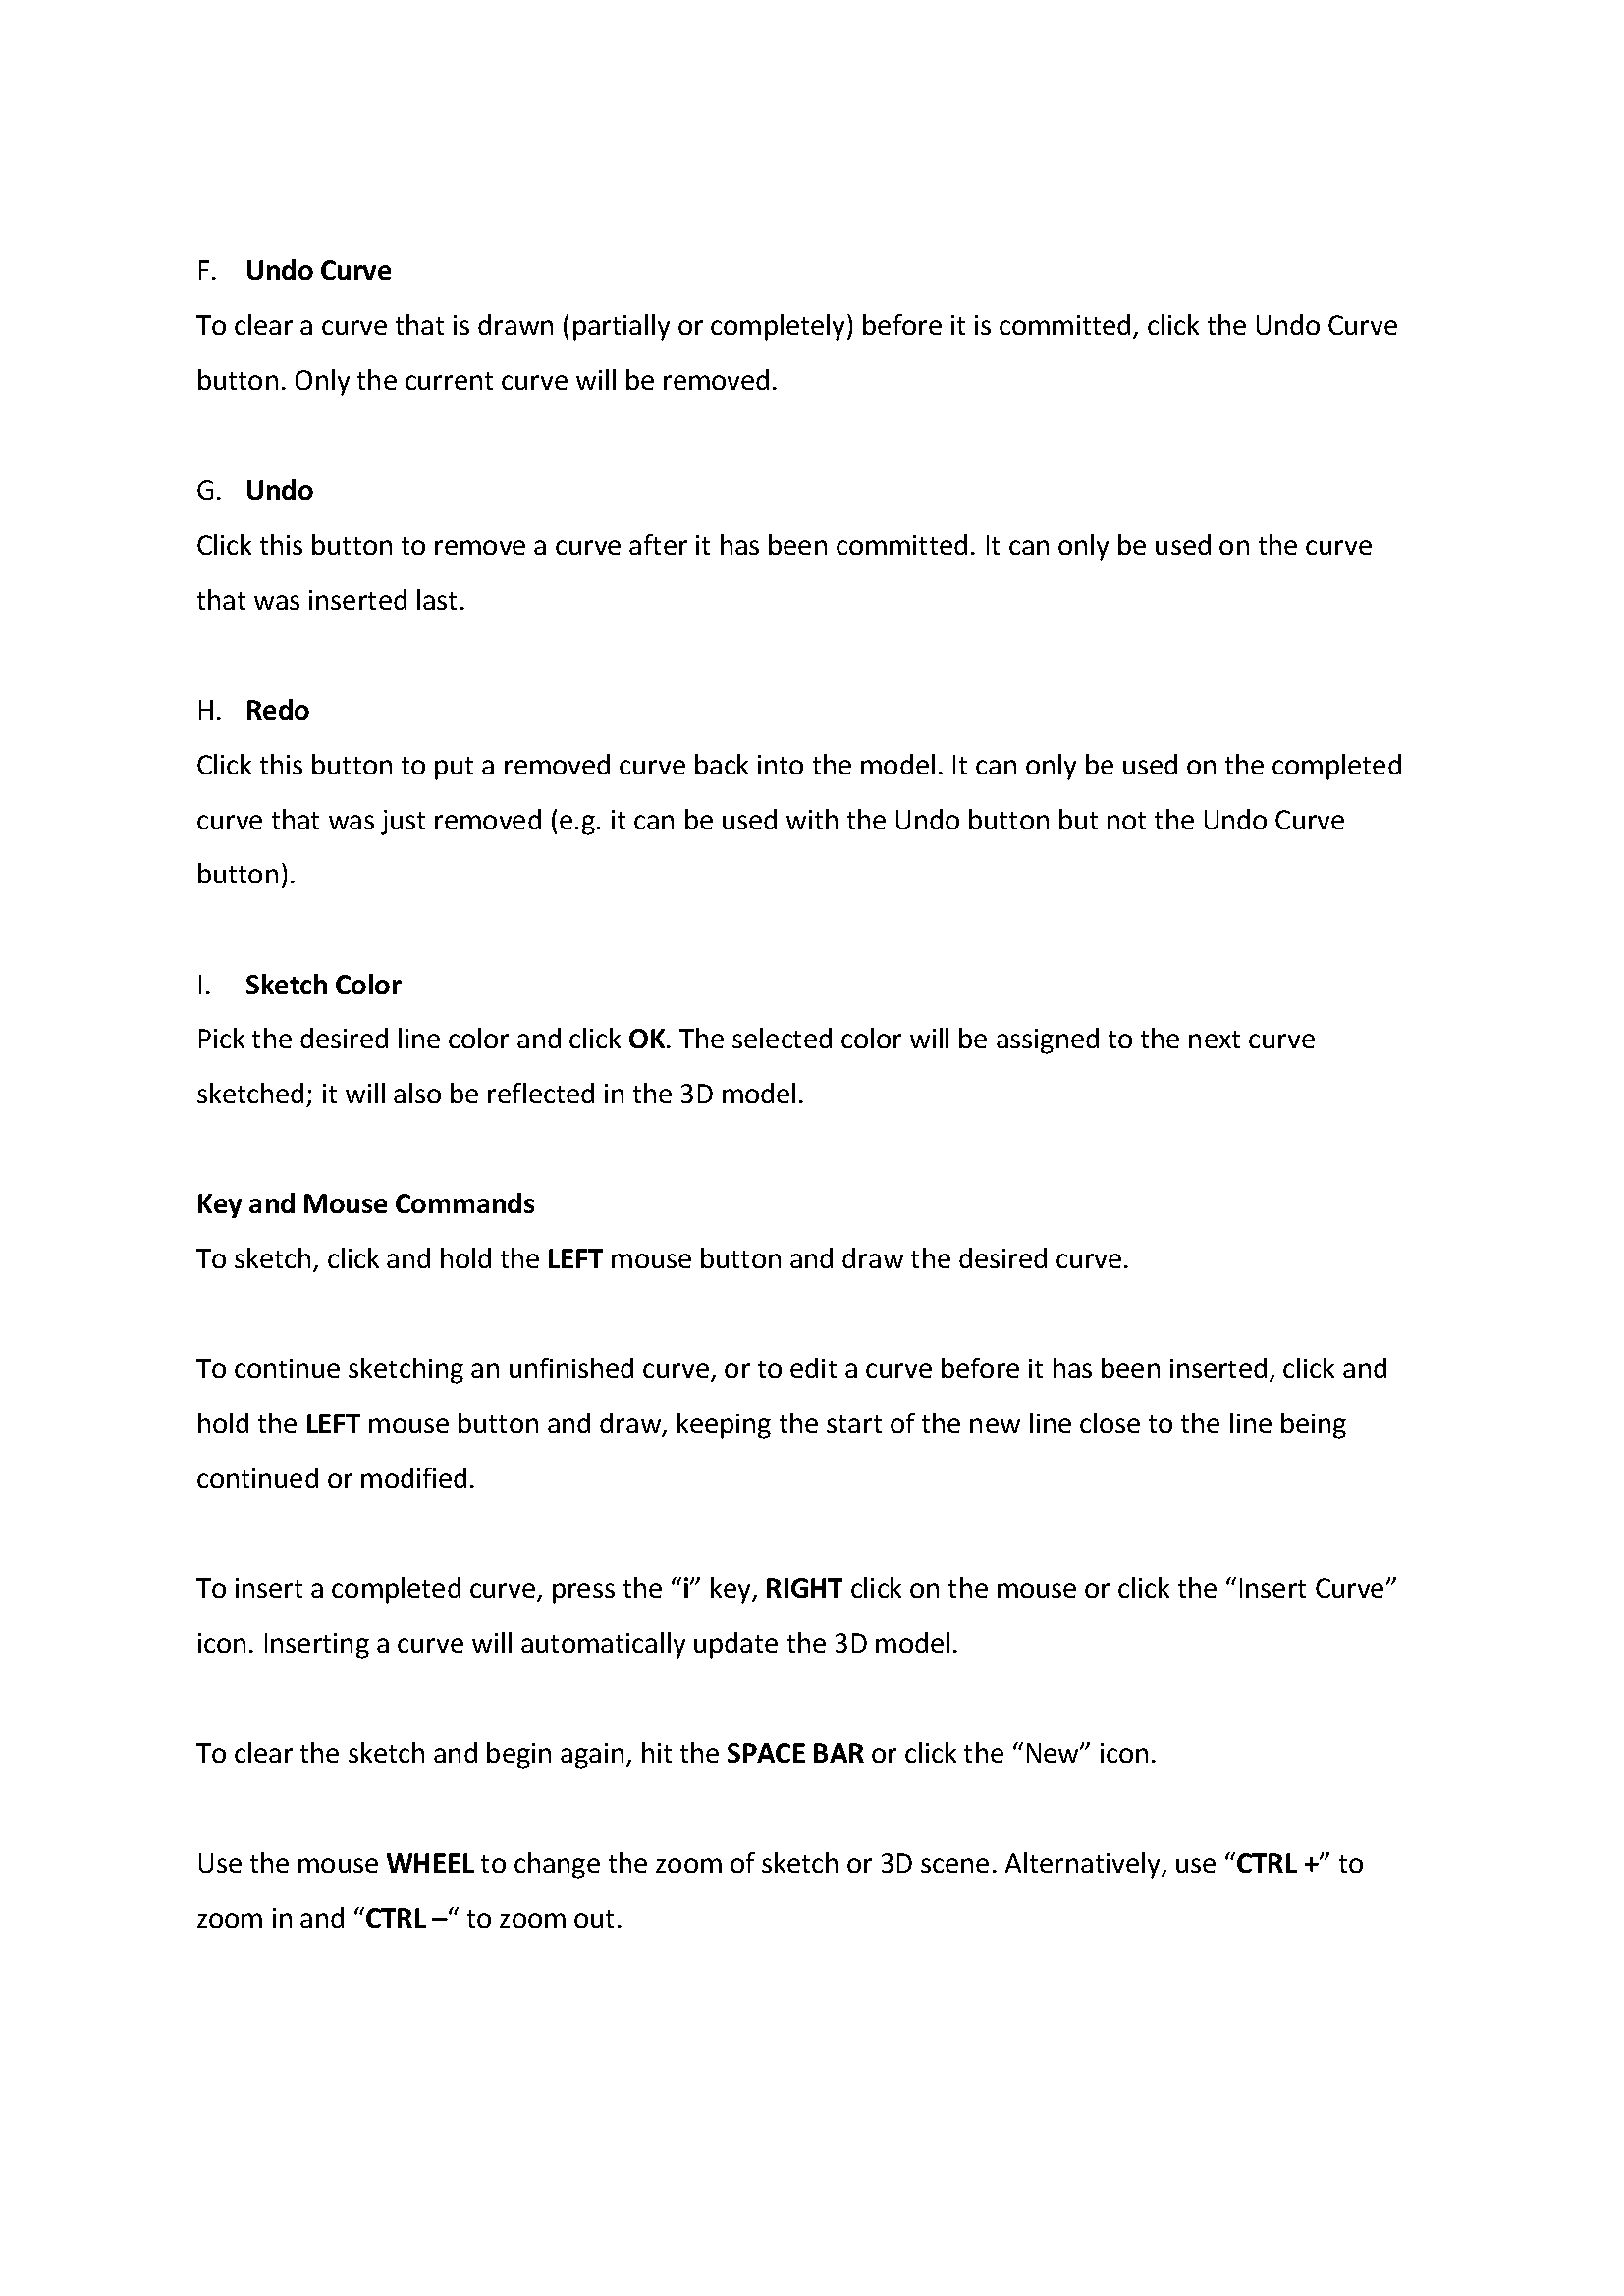 F. Undo Curve
To clear a curve that is drawn (partially or completely) before it is committed, click the Undo Curve
button. Only the current curve will be removed.
G. Undo
Click this button to remove a curve after it has been committed. It can only be used on the curve
that was inserted last.
H. Redo
Click this button to put a removed curve back into the model. It can only be used on the completed
curve that was just removed (e.g. it can be used with the Undo button but not the Undo Curve
button).
I. Sketch Color
Pick the desired line color and click OK. The selected color will be assigned to the next curve
sketched; it will also be reflected in the 3D model.
Key and Mouse Commands
To sketch, click and hold the LEFT mouse button and draw the desired curve.
To continue sketching an unfinished curve, or to edit a curve before it has been inserted, click and
hold the LEFT mouse button and draw, keeping the start of the new line close to the line being
continued or modified.
To insert a completed curve, press the “i” key, RIGHT click on the mouse or click the “Insert Curve”
icon. Inserting a curve will automatically update the 3D model.
To clear the sketch and begin again, hit the SPACE BAR or click the “New” icon.
Use the mouse WHEEL to change the zoom of sketch or 3D scene. Alternatively, use “CTRL +” to
zoom in and “CTRL –“ to zoom out.